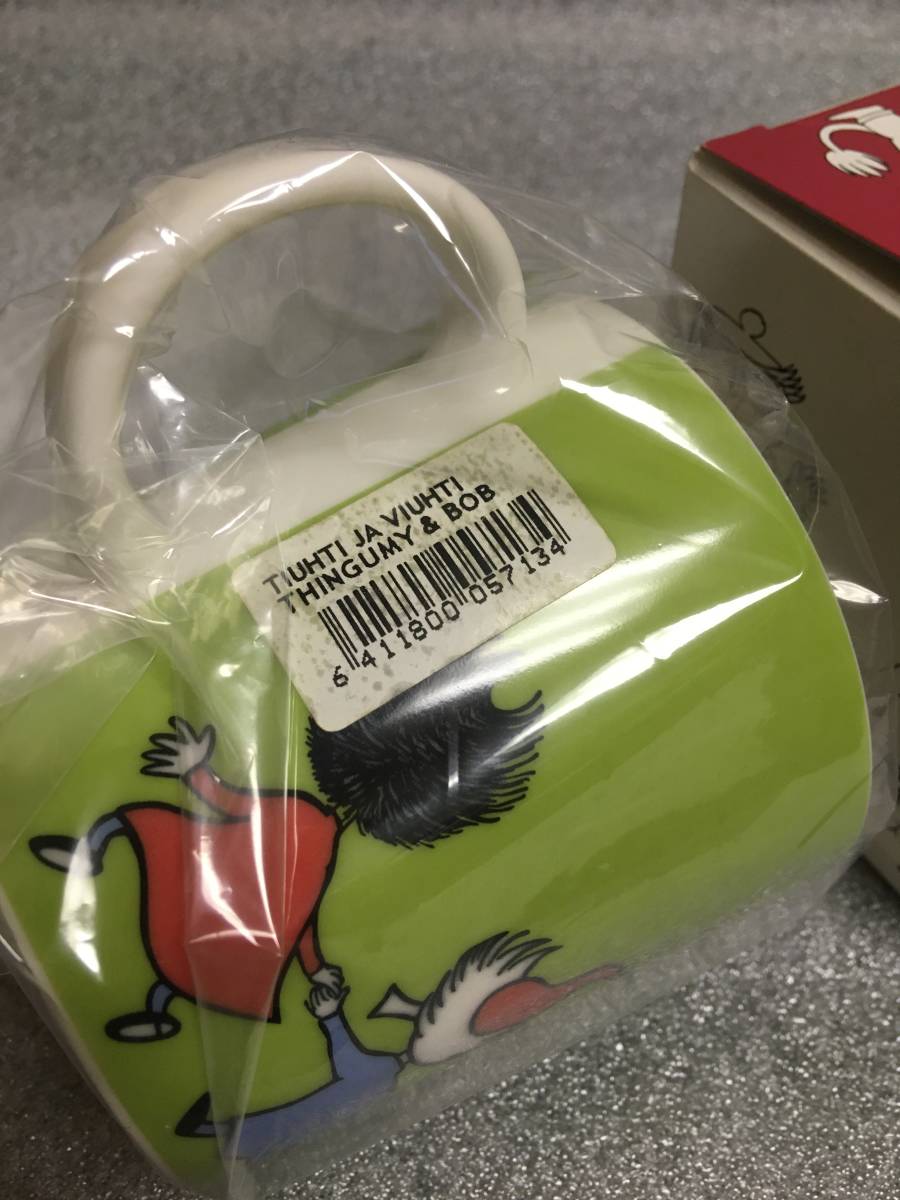 TIUHTI JA VIUHTI
THINGUMY & BOB
6 411800 057134